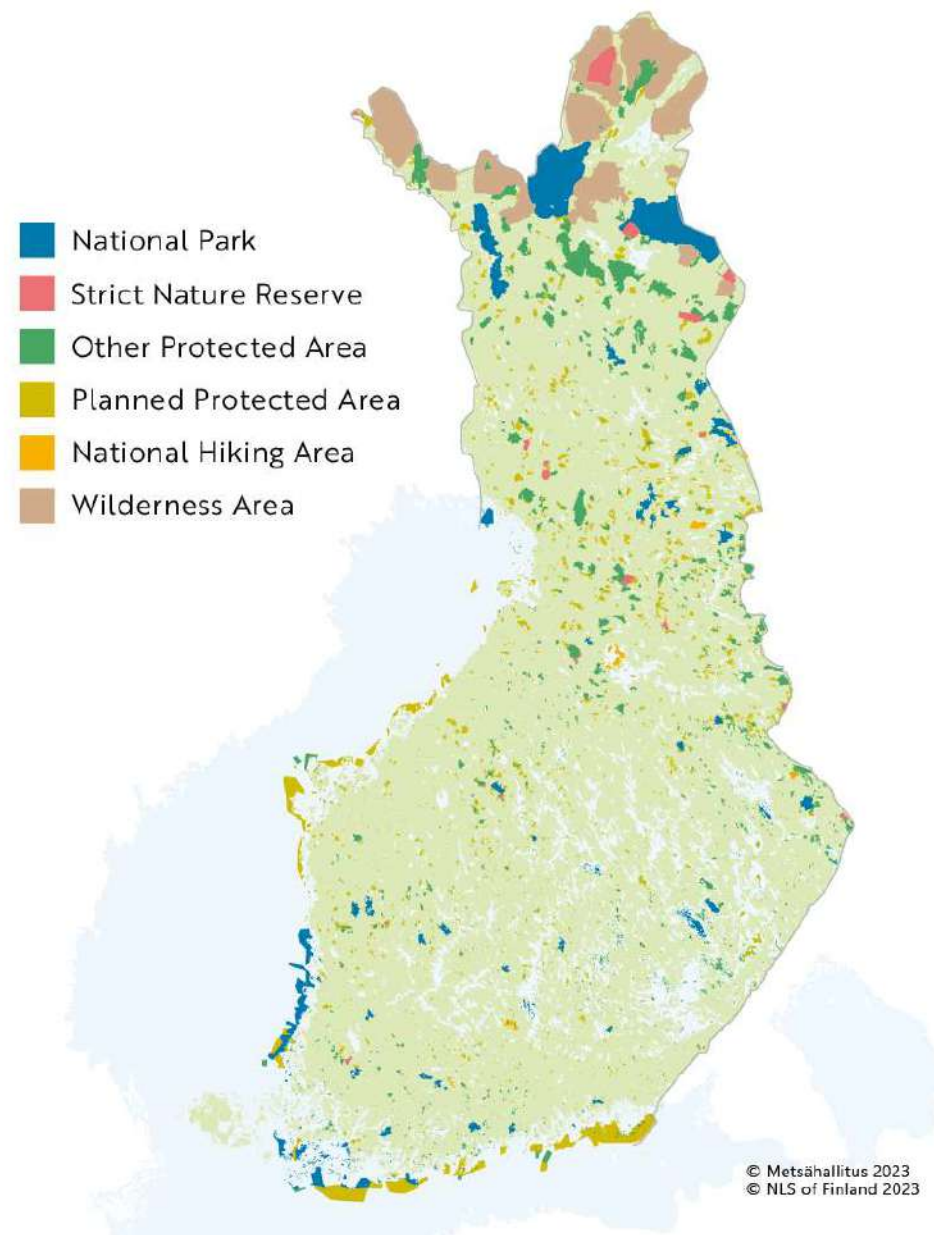 National Park
Strict Nature Reserve
Other Protected Area
Planned Protected Area
National Hiking Area
Wilderness Area
© Metsähallitus 2023
© NLS of Finland 2023